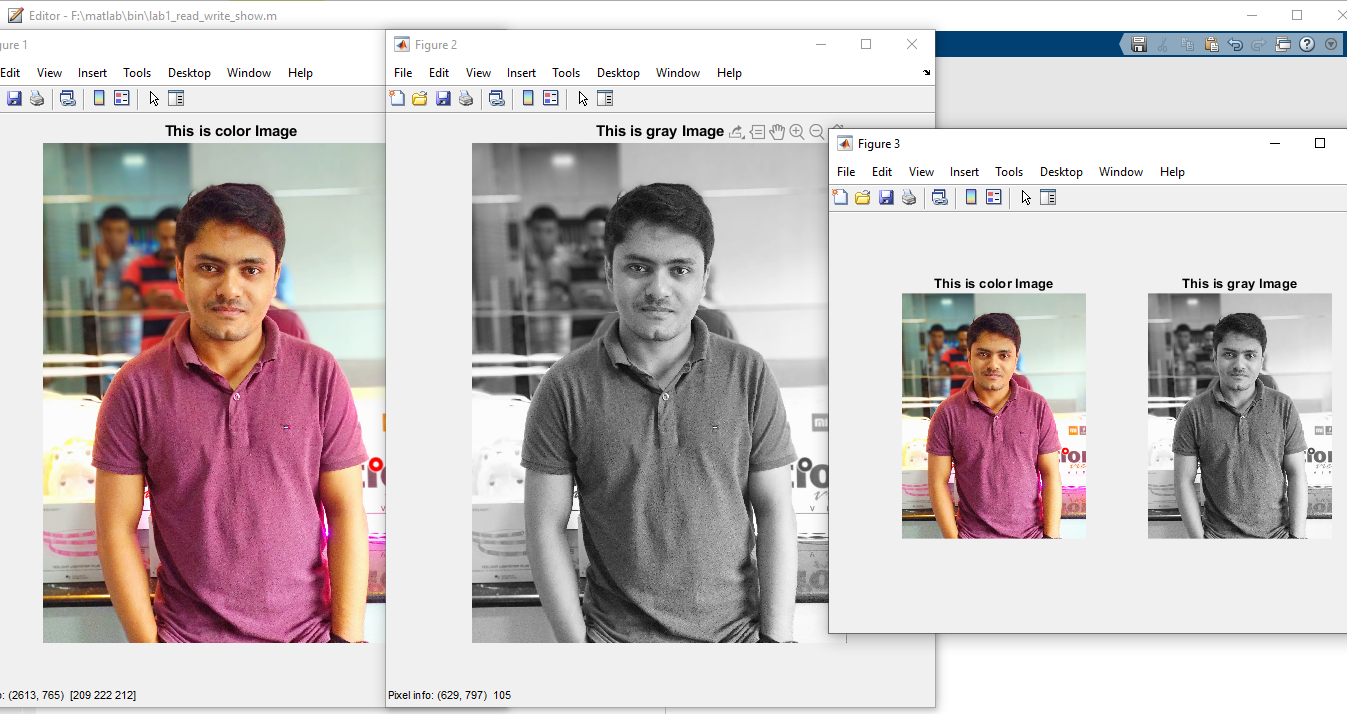 Editor - F:\matlab\bin\lab1_read_write_show.m
ure 1
Edit View Insert Tools Desktop Window Help
This is color Image
: (2613, 765) [209 222 212]
Figure 2
File Edit View Insert Tools Desktop Window Help
This is gray Image
Pixel info: (629, 797) 105
Figure 3
File Edit View Insert Tools Desktop Window Help
This is color Image
This is gray Image